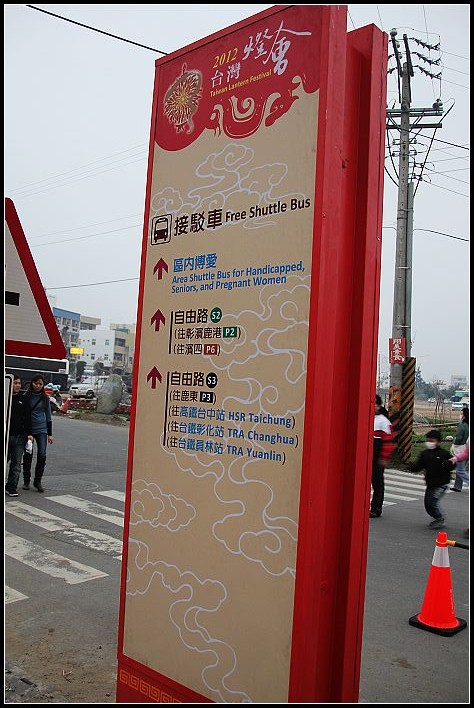 2012
台灣燈會
Taiwan Lantern Festival
接駁車 Free Shuttle Bus
區內博愛
Area Shuttle Bus for Handicapped,
Seniors, and Pregnant Women
自由路 S2
(往彰濱鹿港 P2)
(往濱四 P6)
自由路 S3
(往鹿東 P3)
(往高鐵台中站 HSR Taichung)
(往台鐵彰化站 TRA Changhua)
(往台鐵員林站 TRA Yuanlin)